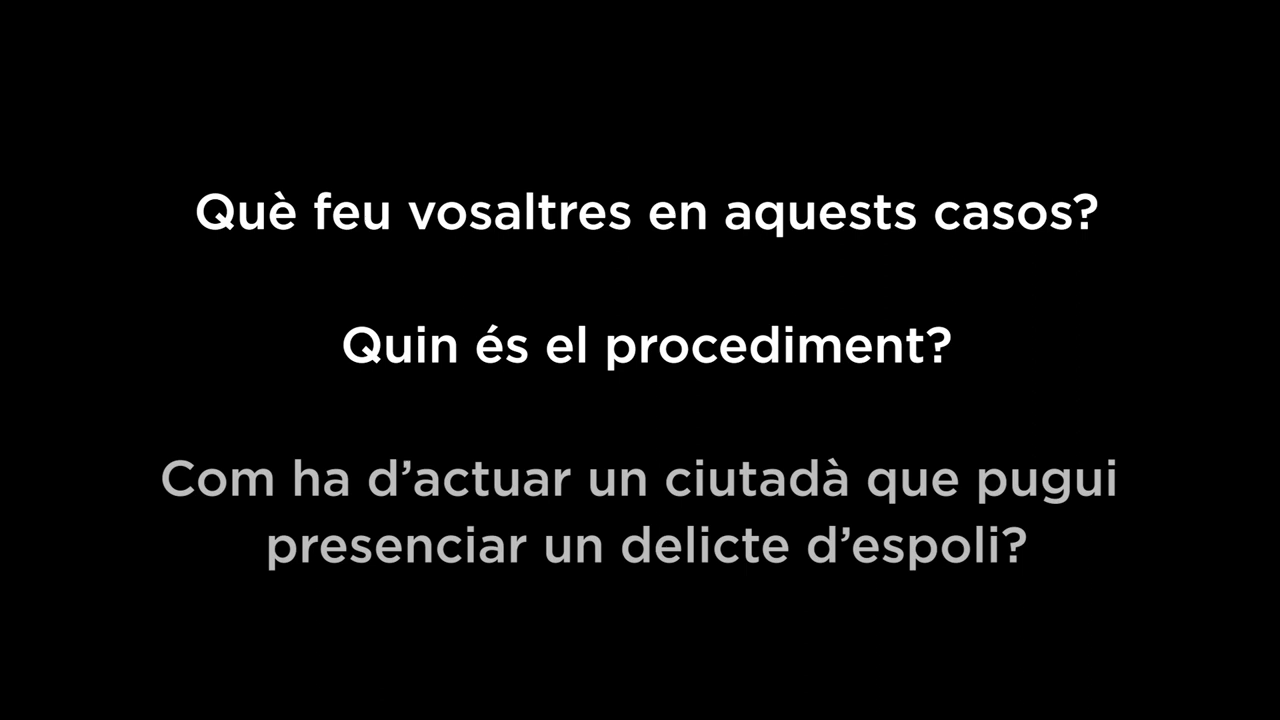 Què feu vosaltres en aquests casos?
Quin és el procediment?
Com ha d’actuar un ciutadà que pugui
presenciar un delicte d’espoli?